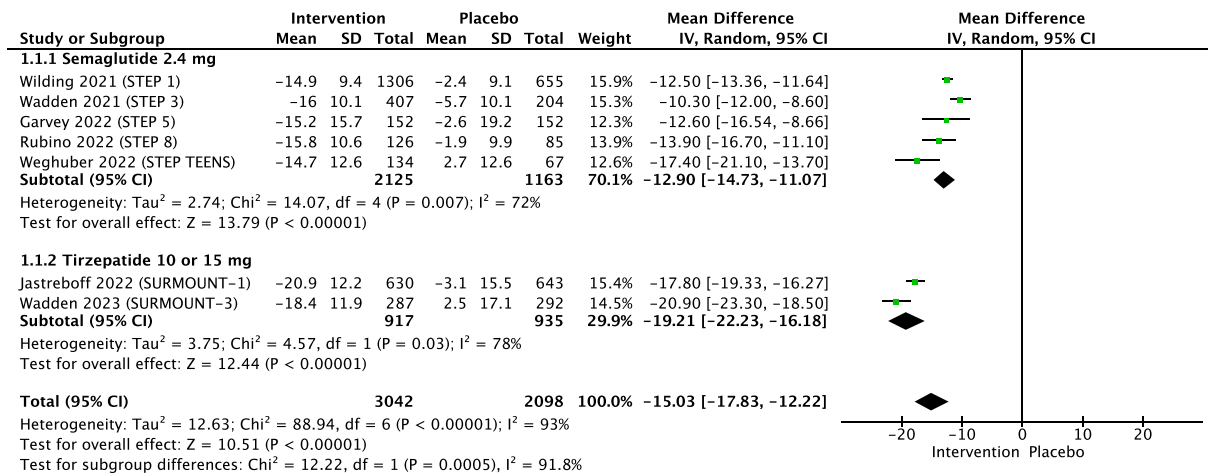 Intervention Placebo Mean Difference Mean Difference
Study or Subgroup Mean SD Total Mean SD Total Weight IV, Random, 95% CI IV, Random, 95% CI
1.1.1 Semaglutide 2.4 mg
Wilding 2021 (STEP 1) −14.9 9.4 1306 −2.4 9.1 655 15.9% −12.50 [−13.36, −11.64]
Wadden 2021 (STEP 3) −16 10.1 407 −5.7 10.1 204 15.3% −10.30 [−12.00, −8.60]
Garvey 2022 (STEP 5) −15.2 15.7 152 −2.6 19.2 152 12.3% −12.60 [−16.54, −8.66]
Rubino 2022 (STEP 8) −15.8 10.6 126 −1.9 9.9 85 13.9% −13.90 [−16.70, −11.10]
Weghuber 2022 (STEP TEENS) −14.7 12.6 134 2.7 12.6 67 12.6% −17.40 [−21.10, −13.70]
Subtotal (95% CI) 2125 1163 70.1% −12.90 [−14.73, −11.07]
Heterogeneity: Tau² = 2.74; Chi² = 14.07, df = 4 (P = 0.007); I² = 72%
Test for overall effect: Z = 13.79 (P < 0.00001)
1.1.2 Tirzepatide 10 or 15 mg
Jastreboff 2022 (SURMOUNT−1) −20.9 12.2 630 −3.1 15.5 643 15.4% −17.80 [−19.33, −16.27]
Wadden 2023 (SURMOUNT−3) −18.4 11.9 287 2.5 17.1 292 14.5% −20.90 [−23.30, −18.50]
Subtotal (95% CI) 917 935 29.9% −19.21 [−22.23, −16.18]
Heterogeneity: Tau² = 3.75; Chi² = 4.57, df = 1 (P = 0.03); I² = 78%
Test for overall effect: Z = 12.44 (P < 0.00001)
Total (95% CI) 3042 2098 100.0% −15.03 [−17.83, −12.22]
Heterogeneity: Tau² = 12.63; Chi² = 88.94, df = 6 (P < 0.00001); I² = 93%
Test for overall effect: Z = 10.51 (P < 0.00001)
Test for subgroup differences: Chi² = 12.22, df = 1 (P = 0.0005), I² = 91.8%
−20 −10 0 10 20
Intervention Placebo